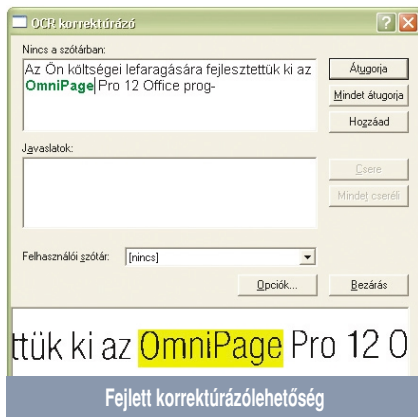 OCR korrektúrázó
Nincs a szótárban:
Az Ön költségei lefaragására fejlesztettük ki az
OmniPage Pro 12 Office prog-
Átugorja
Mindet átugorja
Hozzáad
Javaslatok:
Csere
Mindet cseréli
Felhasználói szótár:
[nincs]
Opciók...
Bezárás
ttük ki az OmniPage Pro 12 O
Fejlett korrektúrázólehetőség